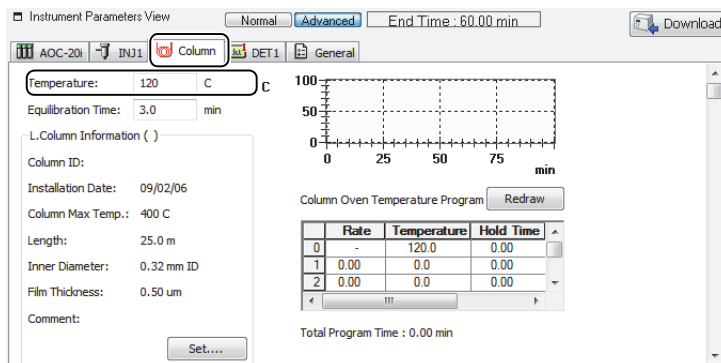 Instrument Parameters View Normal Advanced End Time : 60.00 min Download
AOC-20i INJ1 Column DET1 General
Temperature: 120 C C
Equilibration Time: 3.0 min
L.Column Information ( )
Column ID:
Installation Date: 09/02/06
Column Max Temp.: 400 C
Length: 25.0 m
Inner Diameter: 0.32 mm ID
Film Thickness: 0.50 um
Comment:
Set....
100
50
0
0 25 50 75
min
Column Oven Temperature Program Redraw
Rate Temperature Hold Time
0 - 120.0 0.00
1 0.00 0.0 0.00
2 0.00 0.0 0.00
Total Program Time : 0.00 min